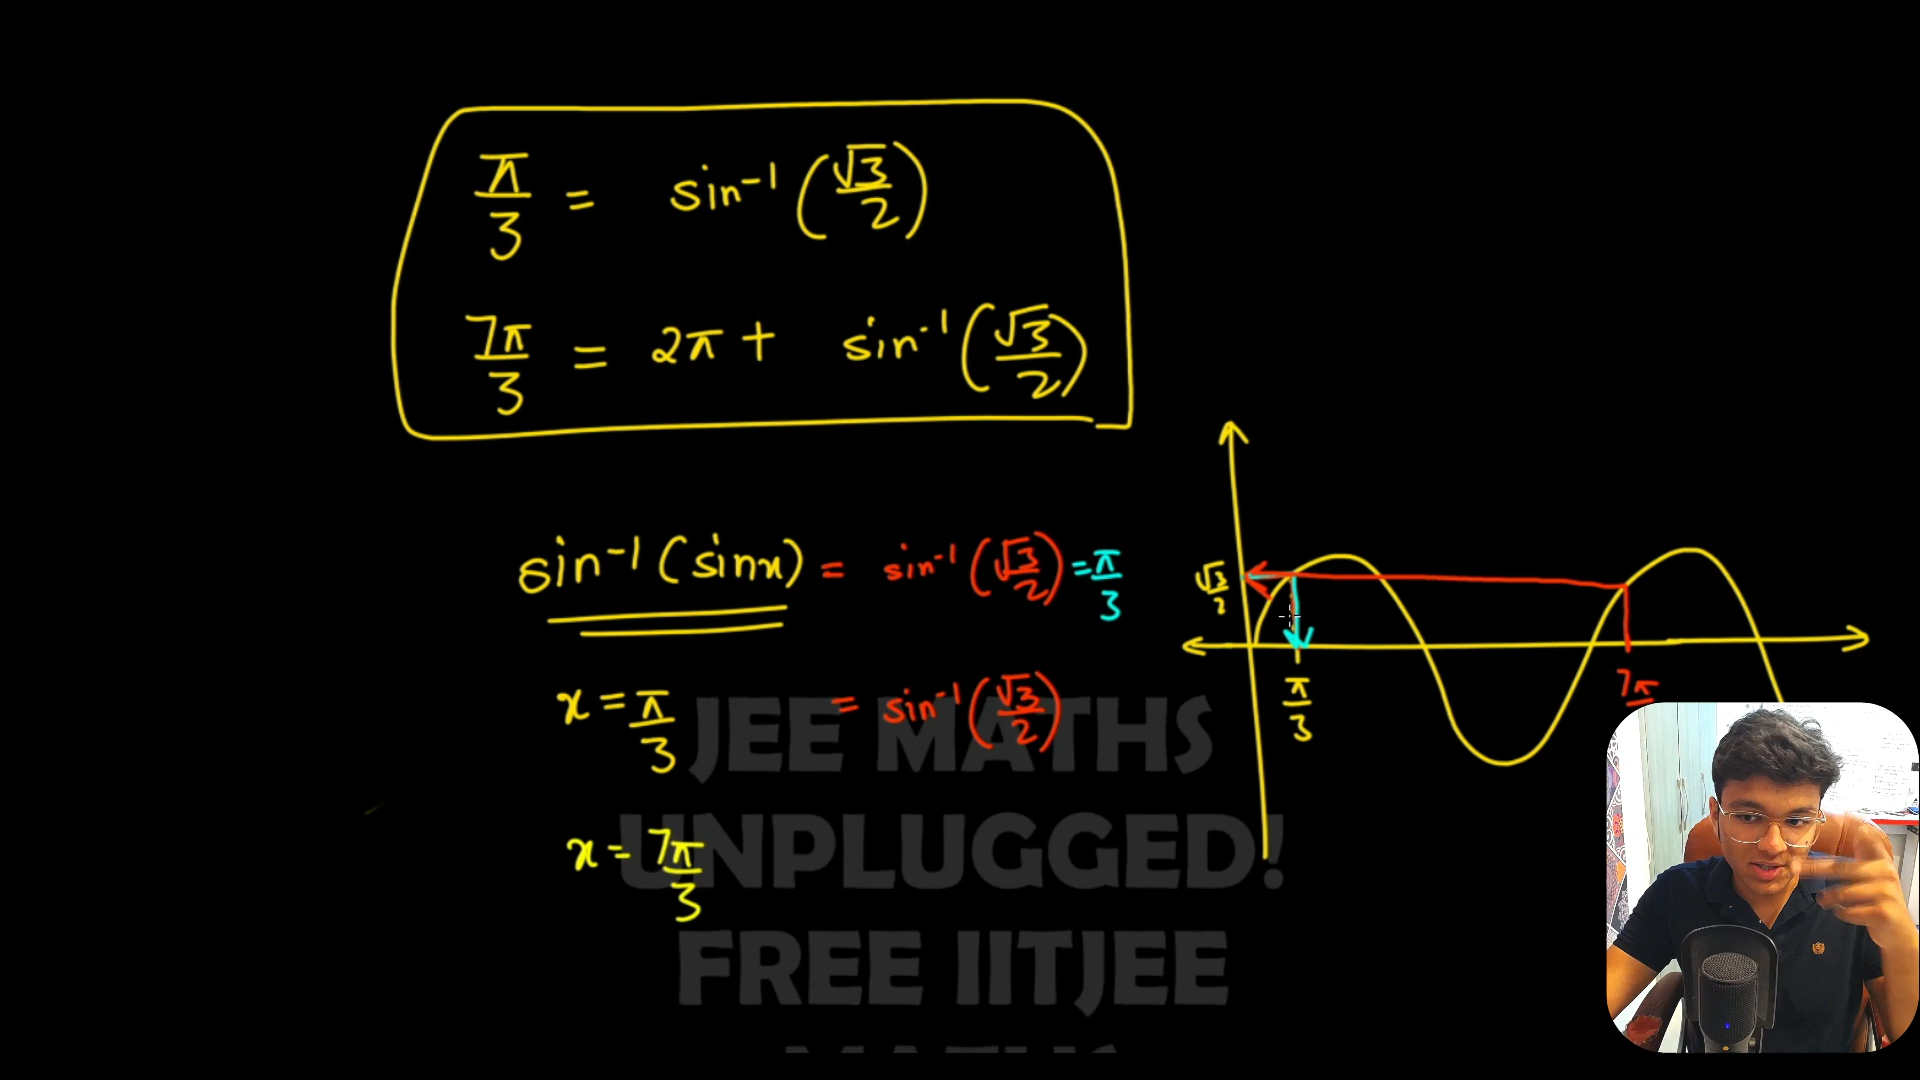 π/3 = sin⁻¹(√3/2)
7π/3 = 2π + sin⁻¹(√3/2)
sin⁻¹(sinx) = sin⁻¹(√3/2) = π/3
x = π/3 = sin⁻¹(√3/2)
x = 7π/3
√3/2
π/3
7π
JEE MATHS
UNPLUGGED!
FREE IITJEE
MATHS